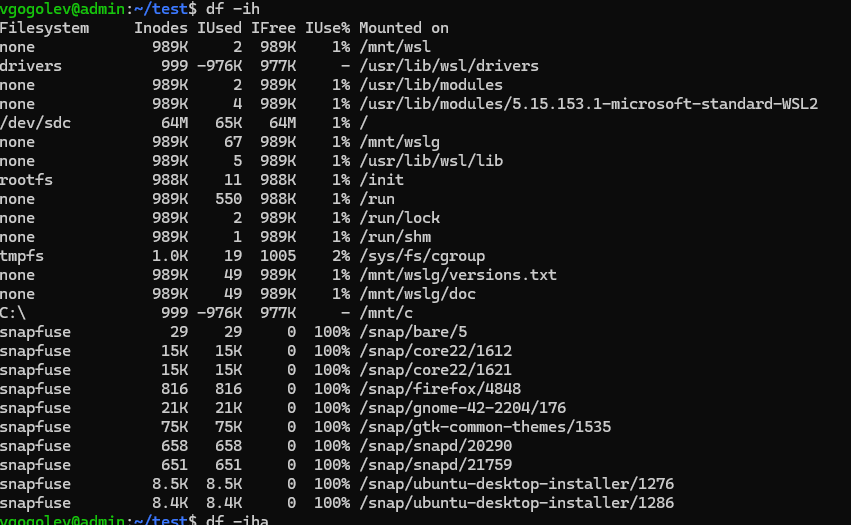 vgogolev@admin:~/test$ df -ih
Filesystem     Inodes IUsed IFree IUse% Mounted on
none             989K     2  989K    1% /mnt/wsl
drivers           999 -976K  977K     - /usr/lib/wsl/drivers
none             989K     2  989K    1% /usr/lib/modules
none             989K     4  989K    1% /usr/lib/modules/5.15.153.1-microsoft-standard-WSL2
/dev/sdc          64M   65K   64M    1% /
none             989K    67  989K    1% /mnt/wslg
none             989K     5  989K    1% /usr/lib/wsl/lib
rootfs           988K    11  988K    1% /init
none             989K   550  988K    1% /run
none             989K     2  989K    1% /run/lock
none             989K     1  989K    1% /run/shm
tmpfs            1.0K    19  1005    2% /sys/fs/cgroup
none             989K    49  989K    1% /mnt/wslg/versions.txt
none             989K    49  989K    1% /mnt/wslg/doc
C:\               999 -976K  977K     - /mnt/c
snapfuse           29    29     0  100% /snap/bare/5
snapfuse          15K   15K     0  100% /snap/core22/1612
snapfuse          15K   15K     0  100% /snap/core22/1621
snapfuse          816   816     0  100% /snap/firefox/4848
snapfuse          21K   21K     0  100% /snap/gnome-42-2204/176
snapfuse          75K   75K     0  100% /snap/gtk-common-themes/1535
snapfuse          658   658     0  100% /snap/snapd/20290
snapfuse          651   651     0  100% /snap/snapd/21759
snapfuse         8.5K  8.5K     0  100% /snap/ubuntu-desktop-installer/1276
snapfuse         8.4K  8.4K     0  100% /snap/ubuntu-desktop-installer/1286
vgogolev@admin:~/test$ df -iha